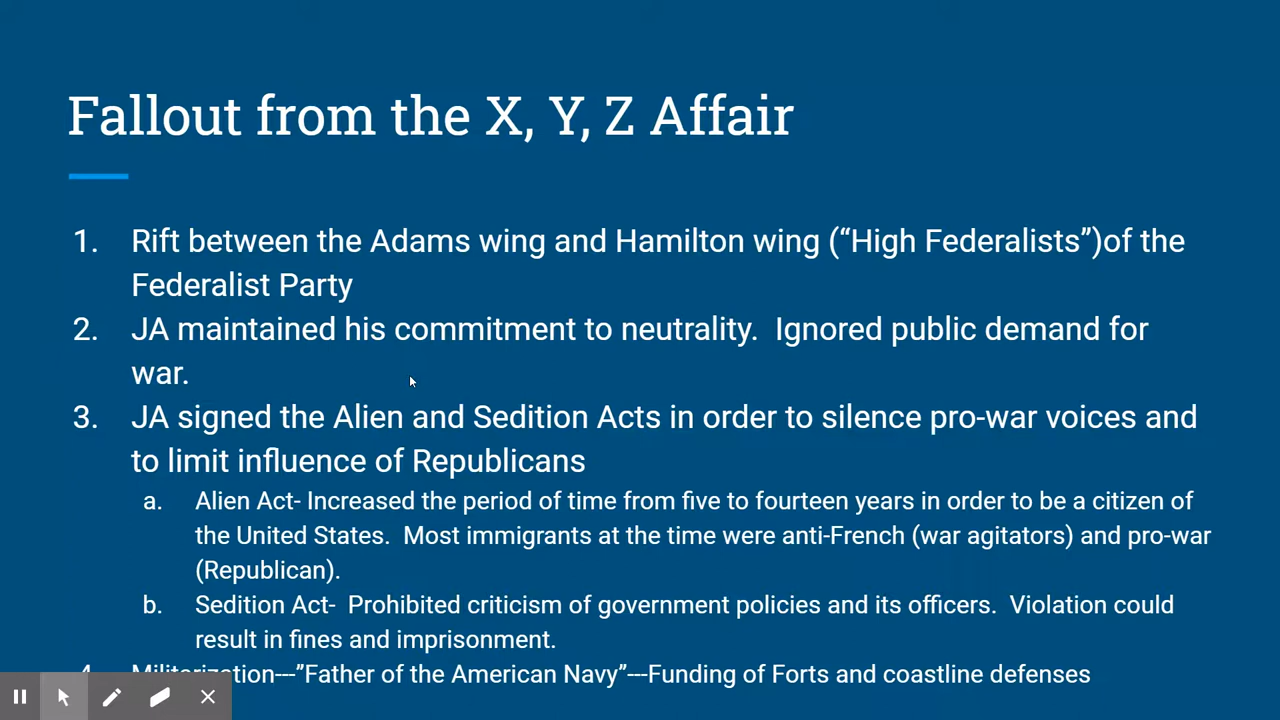 Fallout from the X, Y, Z Affair
1. Rift between the Adams wing and Hamilton wing (“High Federalists”)of the
Federalist Party
2. JA maintained his commitment to neutrality.  Ignored public demand for
war.
3. JA signed the Alien and Sedition Acts in order to silence pro-war voices and
to limit influence of Republicans
a. Alien Act- Increased the period of time from five to fourteen years in order to be a citizen of
the United States.  Most immigrants at the time were anti-French (war agitators) and pro-war
(Republican).
b. Sedition Act-  Prohibited criticism of government policies and its officers.  Violation could
result in fines and imprisonment.
4. Militarization---”Father of the American Navy”---Funding of Forts and coastline defenses